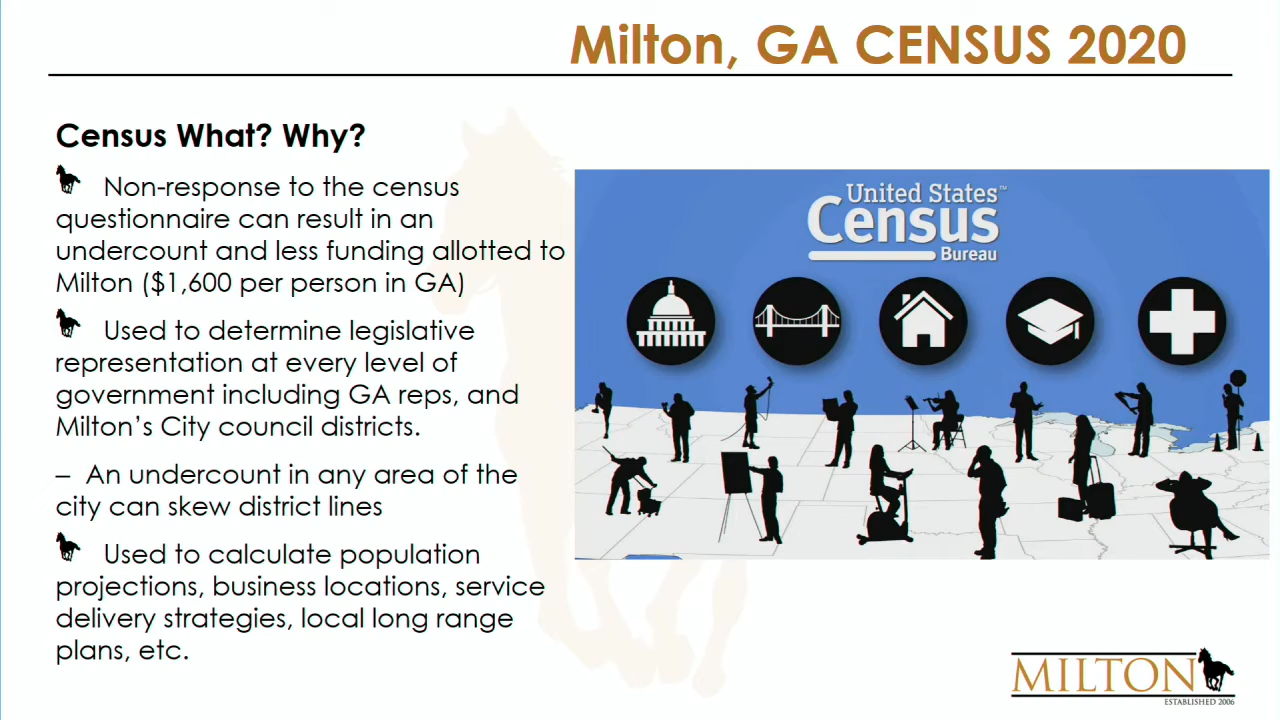 Milton, GA CENSUS 2020
Census What? Why?
Non-response to the census
questionnaire can result in an
undercount and less funding allotted to
Milton ($1,600 per person in GA)
Used to determine legislative
representation at every level of
government including GA reps, and
Milton’s City council districts.
– An undercount in any area of the
city can skew district lines
Used to calculate population
projections, business locations, service
delivery strategies, local long range
plans, etc.
United States™
Census
Bureau
MILTON
ESTABLISHED 2006